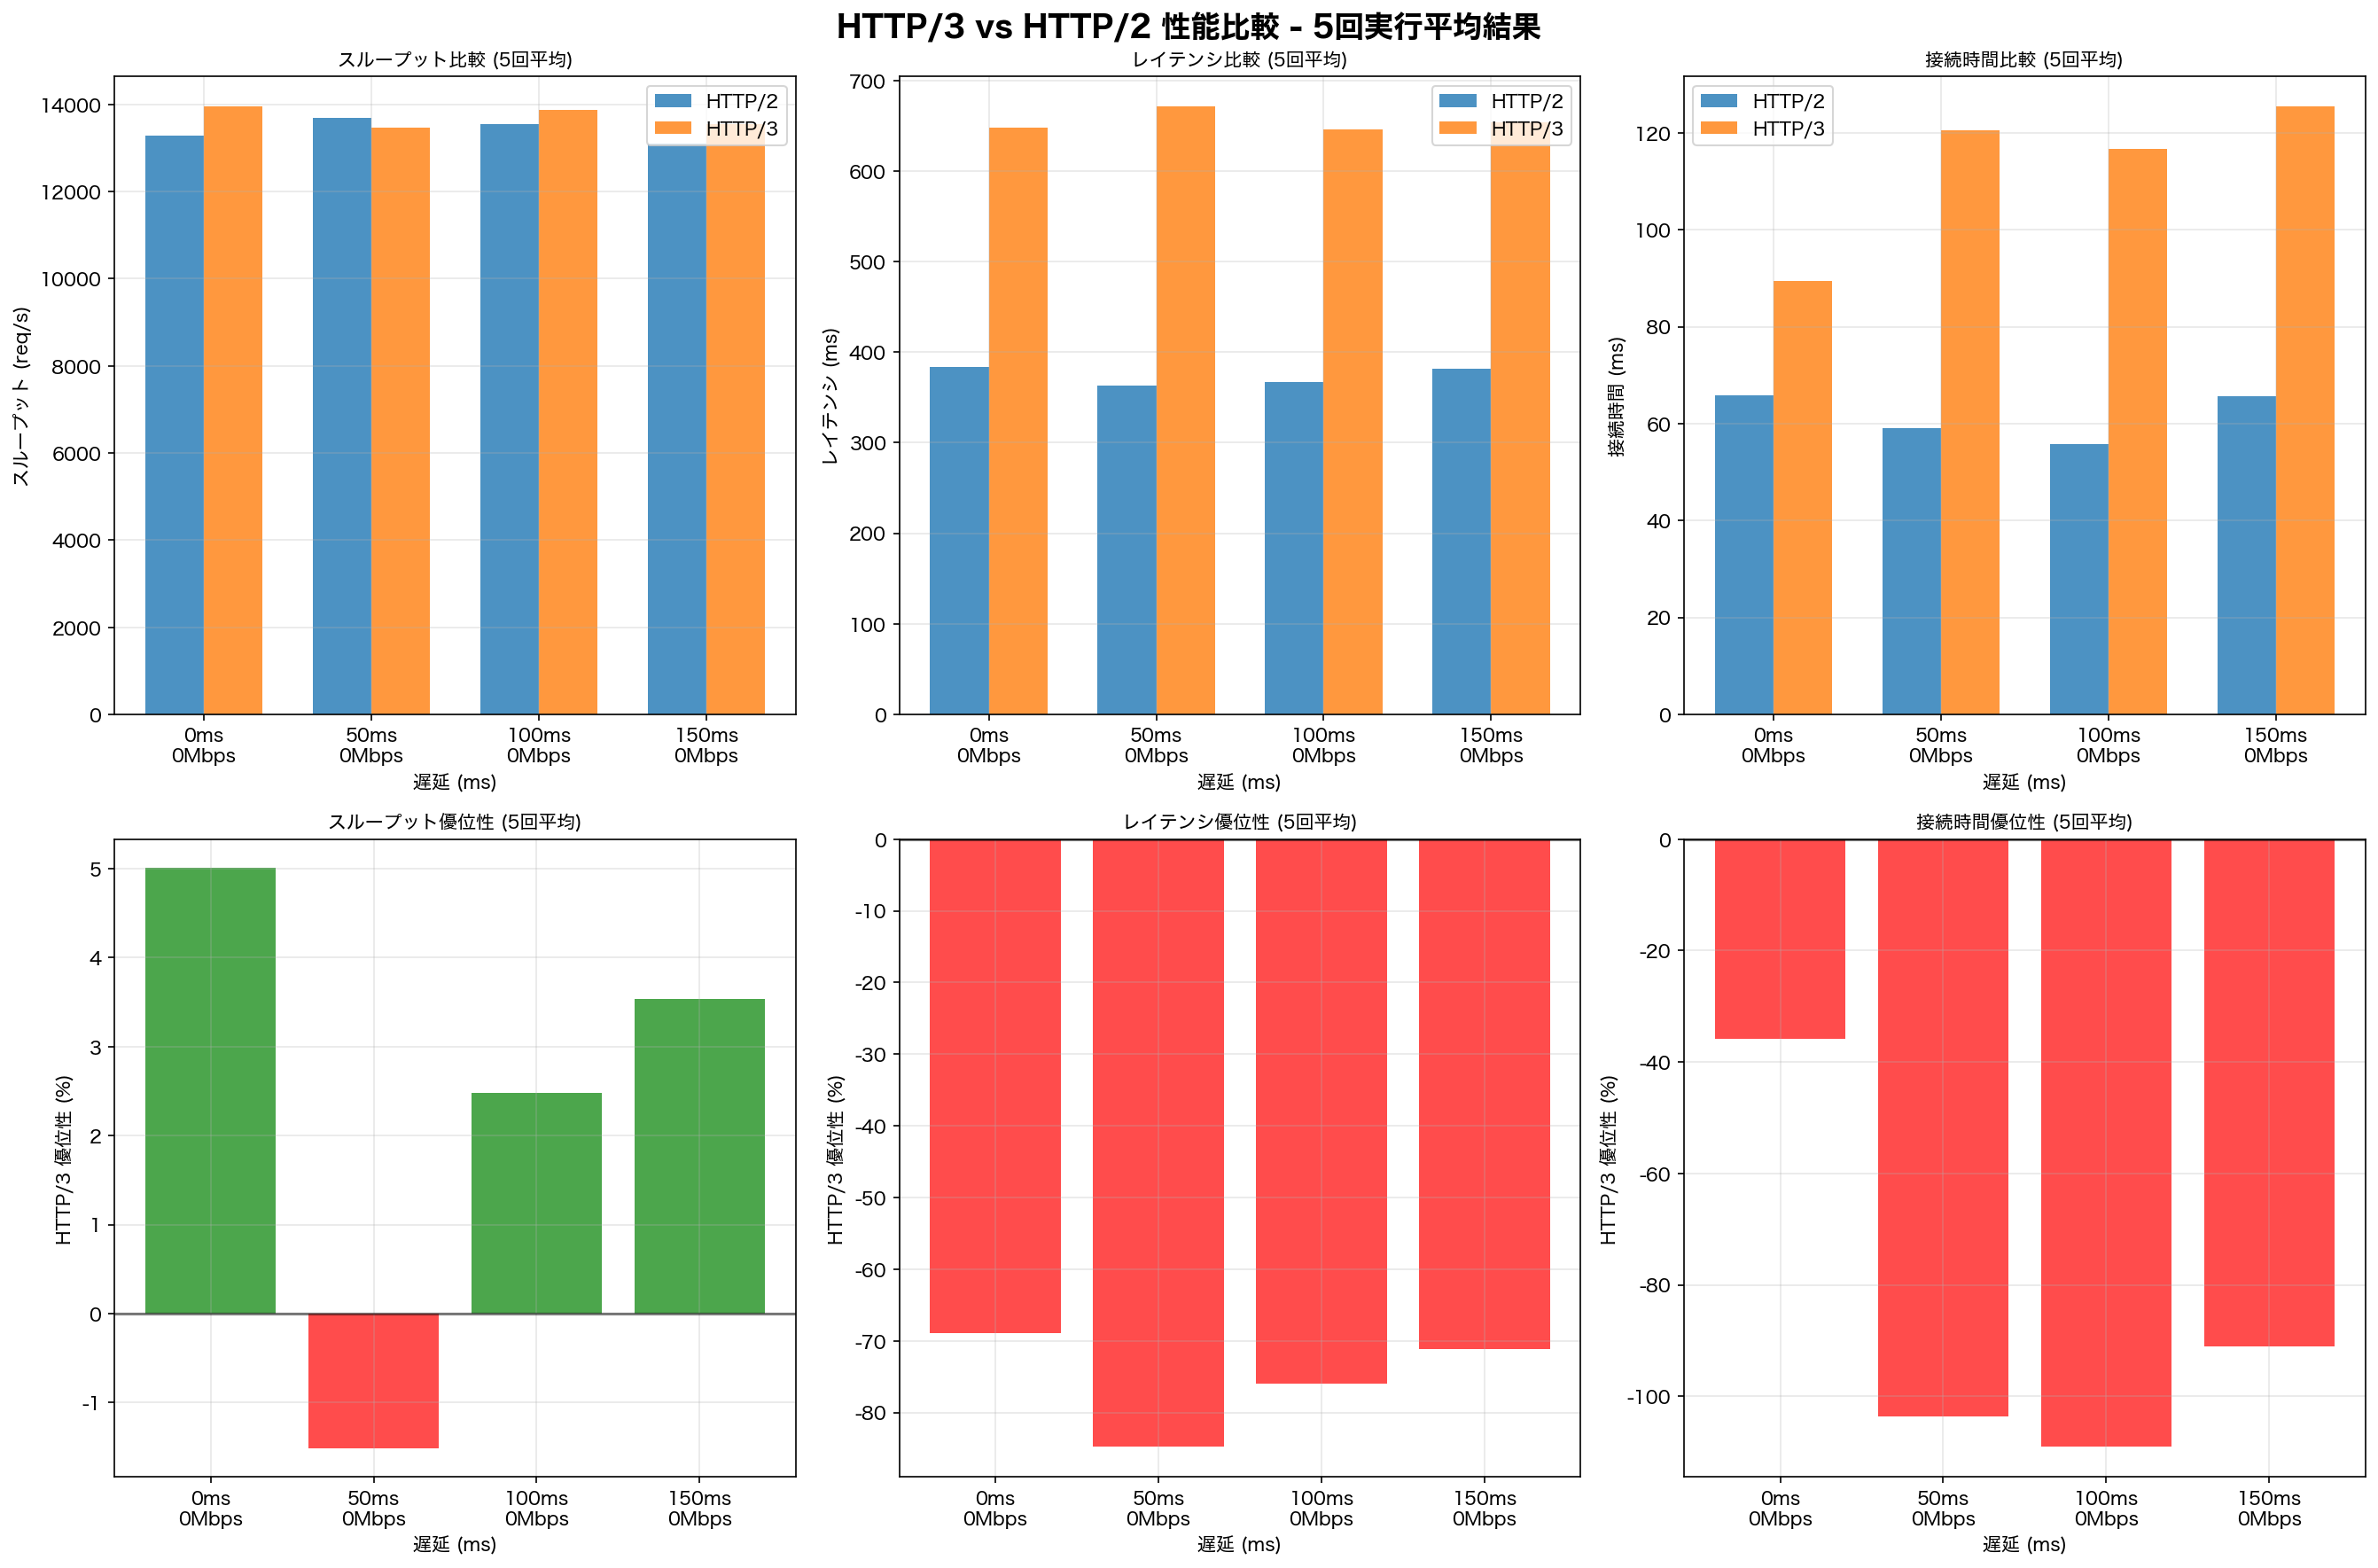 HTTP/3 vs HTTP/2 性能比較 - 5回実行平均結果
スループット比較 (5回平均)
スループット (req/s)
14000
12000
10000
8000
6000
4000
2000
0
HTTP/2
HTTP/3
0ms
0Mbps
50ms
0Mbps
100ms
0Mbps
150ms
0Mbps
遅延 (ms)
レイテンシ比較 (5回平均)
レイテンシ (ms)
700
600
500
400
300
200
100
0
HTTP/2
HTTP/3
0ms
0Mbps
50ms
0Mbps
100ms
0Mbps
150ms
0Mbps
遅延 (ms)
接続時間比較 (5回平均)
接続時間 (ms)
120
100
80
60
40
20
0
HTTP/2
HTTP/3
0ms
0Mbps
50ms
0Mbps
100ms
0Mbps
150ms
0Mbps
遅延 (ms)
スループット優位性 (5回平均)
HTTP/3 優位性 (%)
5
4
3
2
1
0
-1
0ms
0Mbps
50ms
0Mbps
100ms
0Mbps
150ms
0Mbps
遅延 (ms)
レイテンシ優位性 (5回平均)
HTTP/3 優位性 (%)
0
-10
-20
-30
-40
-50
-60
-70
-80
0ms
0Mbps
50ms
0Mbps
100ms
0Mbps
150ms
0Mbps
遅延 (ms)
接続時間優位性 (5回平均)
HTTP/3 優位性 (%)
0
-20
-40
-60
-80
-100
0ms
0Mbps
50ms
0Mbps
100ms
0Mbps
150ms
0Mbps
遅延 (ms)